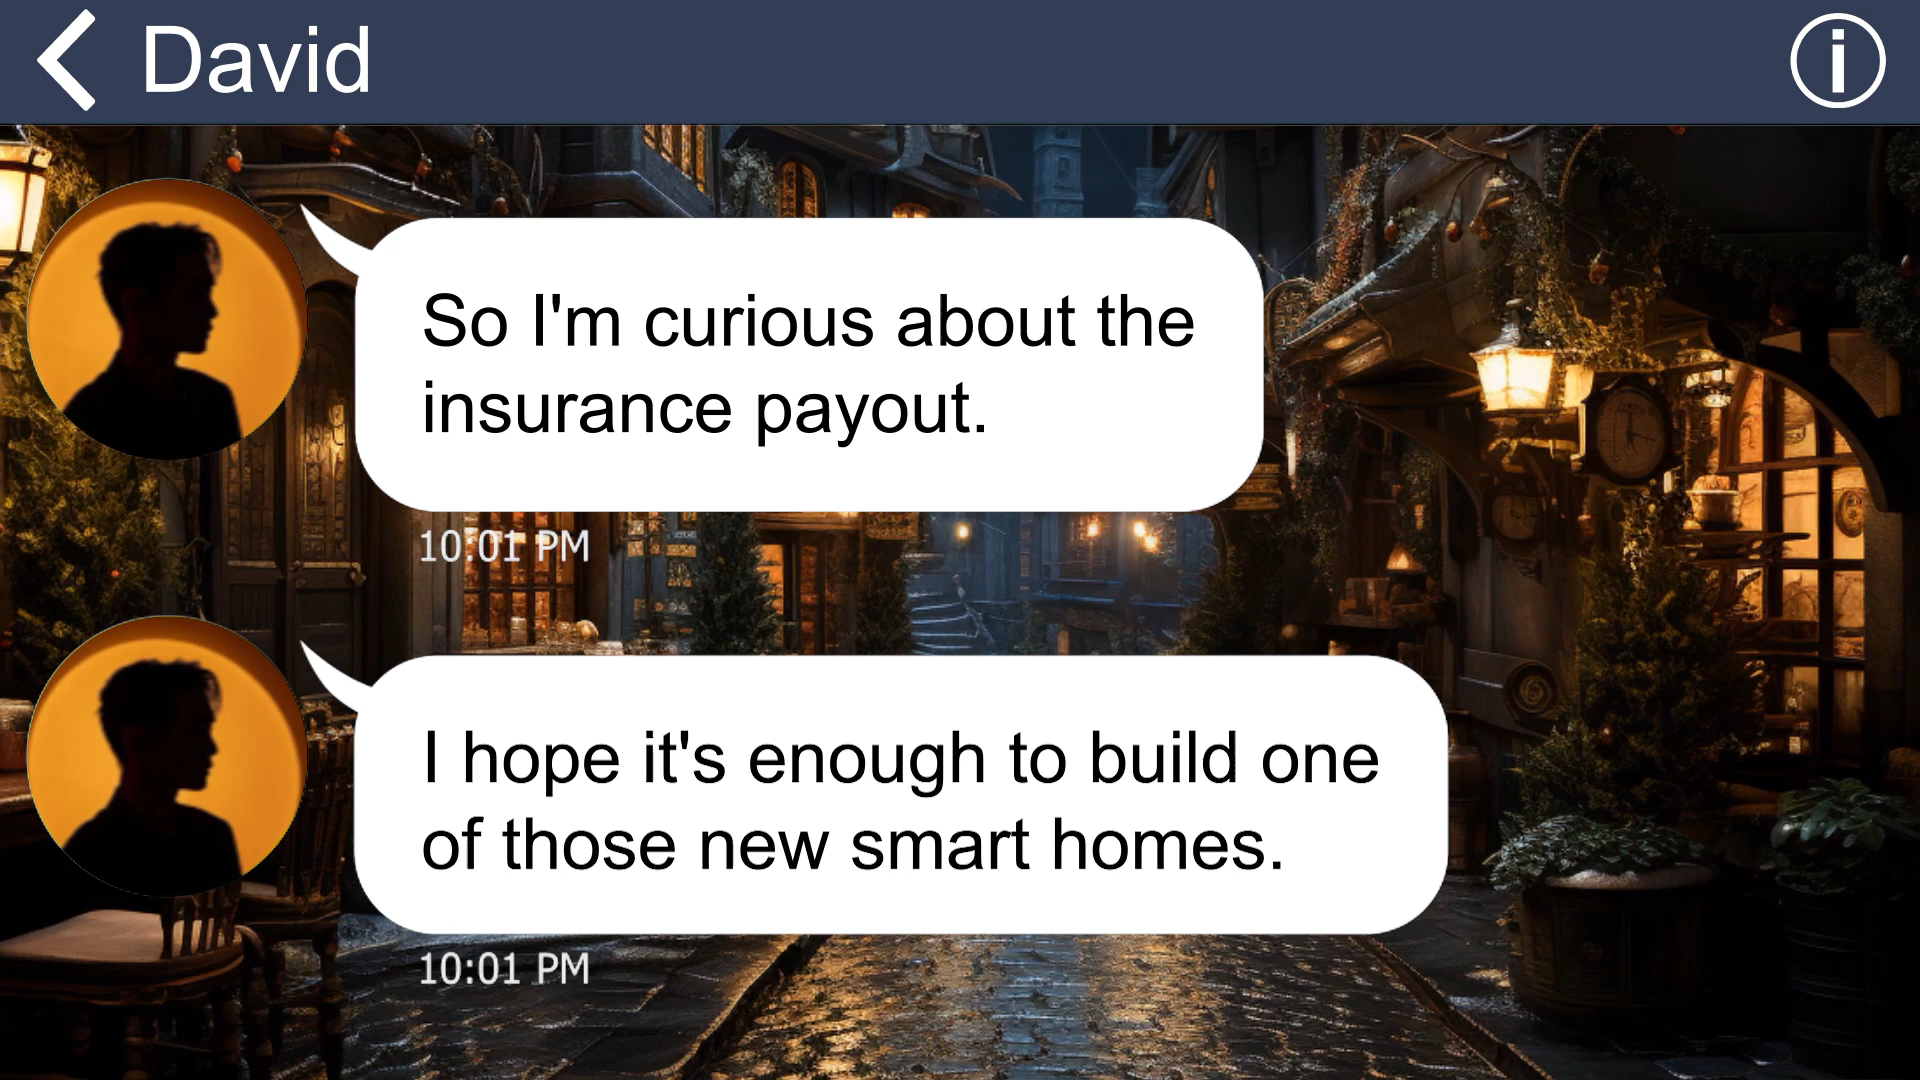 David
So I'm curious about the
insurance payout.
10:01 PM
I hope it's enough to build one
of those new smart homes.
10:01 PM